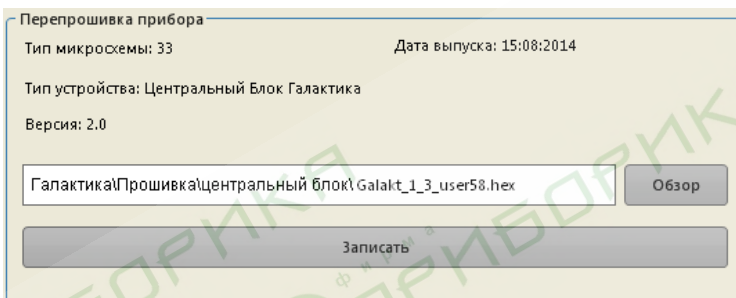 Перепрошивка прибора
Тип микросхемы: 33 Дата выпуска: 15:08:2014
Тип устройства: Центральный Блок Галактика
Версия: 2.0
Галактика\Прошивка\центральный блок\ Galakt_1_3_user58.hex Обзор
Записать
фирма